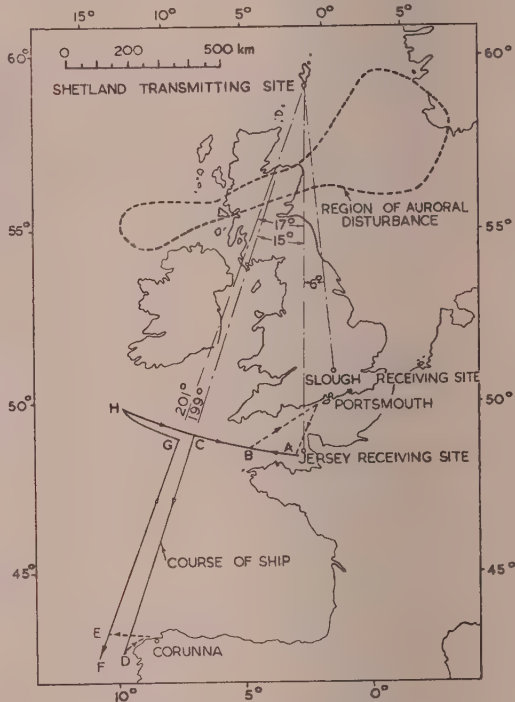 15° 10° 5° 0° 5°
60° 60°
0 200 500 km
SHETLAND TRANSMITTING SITE
REGION OF AURORAL
DISTURBANCE
55° 55°
17°
15°
6°
201°
199°
SLOUGH RECEIVING SITE
PORTSMOUTH
50° 50°
H
G C B A
JERSEY RECEIVING SITE
COURSE OF SHIP
45° 45°
E
F D
CORUNNA
10° 5° 0°